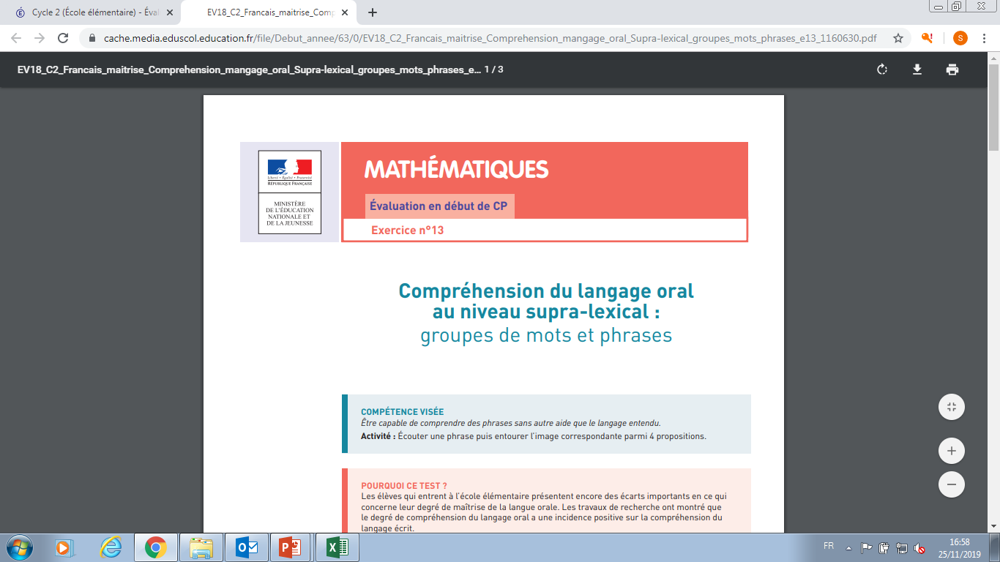 Cycle 2 (École élémentaire) - Éval
EV18_C2_Francais_maitrise_Comp
cache.media.eduscol.education.fr/file/Debut_annee/63/0/EV18_C2_Francais_maitrise_Comprehension_mangage_oral_Supra-lexical_groupes_mots_phrases_e13_1160630.pdf
S
EV18_C2_Francais_maitrise_Comprehension_mangage_oral_Supra-lexical_groupes_mots_phrases_e... 1 / 3
Liberté • Égalité • Fraternité
RÉPUBLIQUE FRANÇAISE
MINISTÈRE
DE L'ÉDUCATION
NATIONALE ET
DE LA JEUNESSE
MATHÉMATIQUES
Évaluation en début de CP
Exercice n°13
Compréhension du langage oral
au niveau supra-lexical :
groupes de mots et phrases
COMPÉTENCE VISÉE
Être capable de comprendre des phrases sans autre aide que le langage entendu.
Activité : Écouter une phrase puis entourer l'image correspondante parmi 4 propositions.
POURQUOI CE TEST ?
Les élèves qui entrent à l'école élémentaire présentent encore des écarts importants en ce qui
concerne leur degré de maîtrise de la langue orale. Les travaux de recherche ont montré que
le degré de compréhension du langage oral a une incidence positive sur la compréhension du
langage écrit.
FR
16:58
25/11/2019